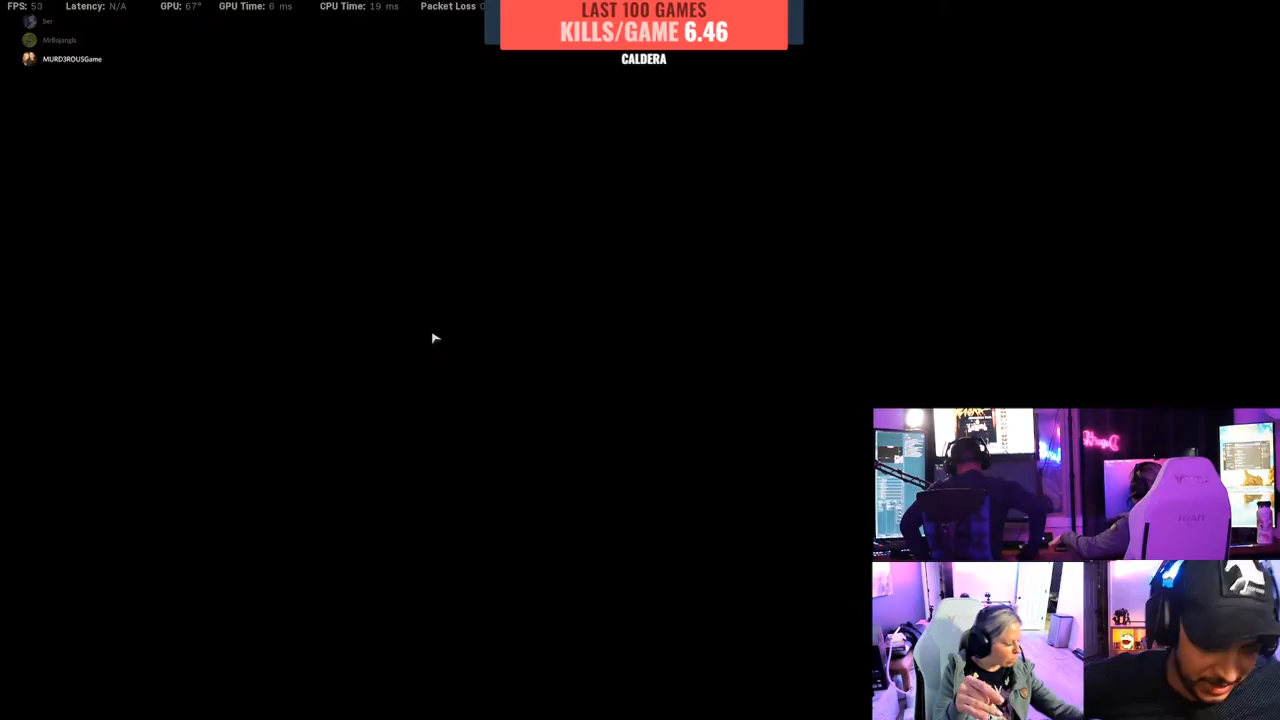 FPS: 53 Latency: N/A GPU: 67° GPU Time: 6 ms CPU Time: 19 ms Packet Loss
ber
MrBojangls
MURD3ROUSGame
LAST 100 GAMES
KILLS/GAME 6.46
CALDERA